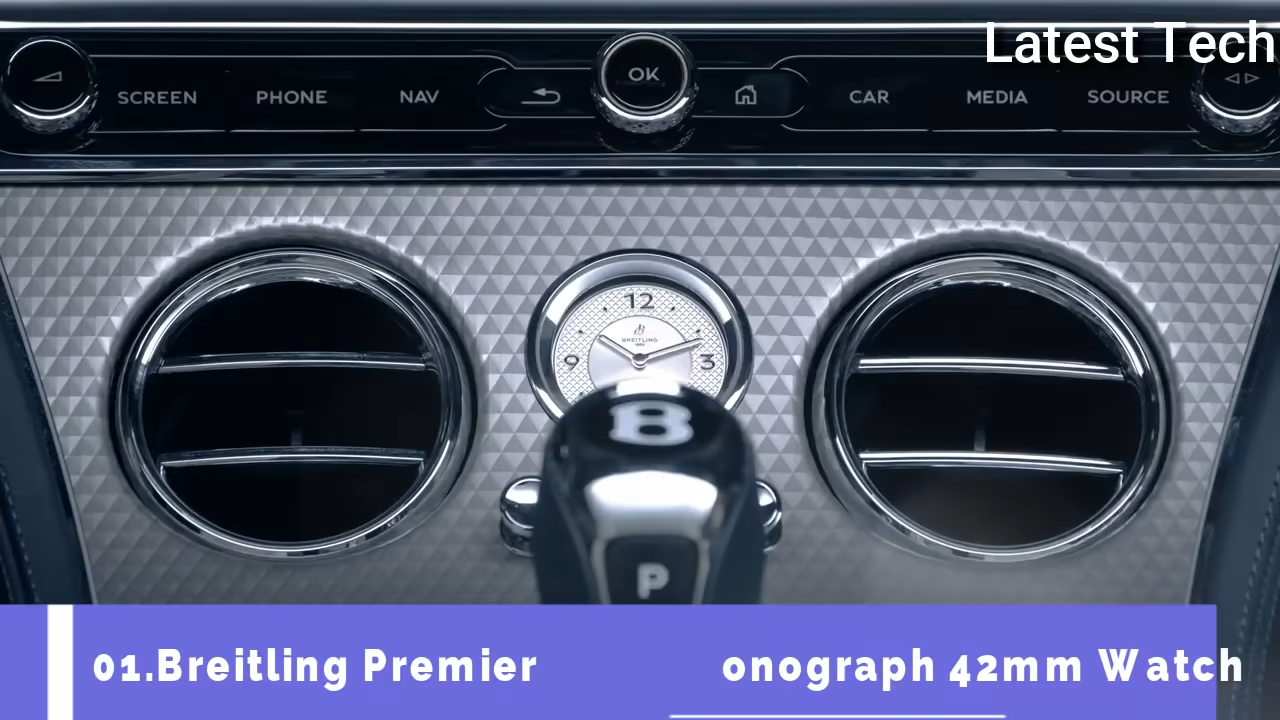 Latest Tech
OK
SCREEN PHONE NAV CAR MEDIA SOURCE
12
BREITLING
9 3
B
P
01.Breitling Premier onograph 42mm Watch